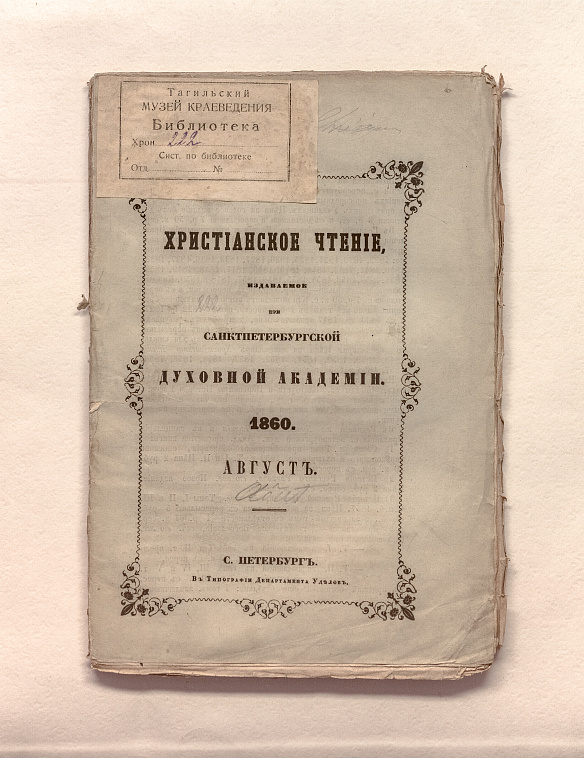 Тагильский
МУЗЕЙ КРАЕВЕДЕНИЯ
Библиотека
Хрон. 222
Сист. по библиотеке
Отд. №
ХРИСТІАНСКОЕ ЧТЕНІЕ,
ИЗДАВАЕМОЕ
ПРИ
САНКТПЕТЕРБУРГСКОЙ
ДУХОВНОЙ АКАДЕМІИ.
1860.
АВГУСТЪ.
С. ПЕТЕРБУРГЪ.
Въ Типографіи Департамента Удѣловъ,